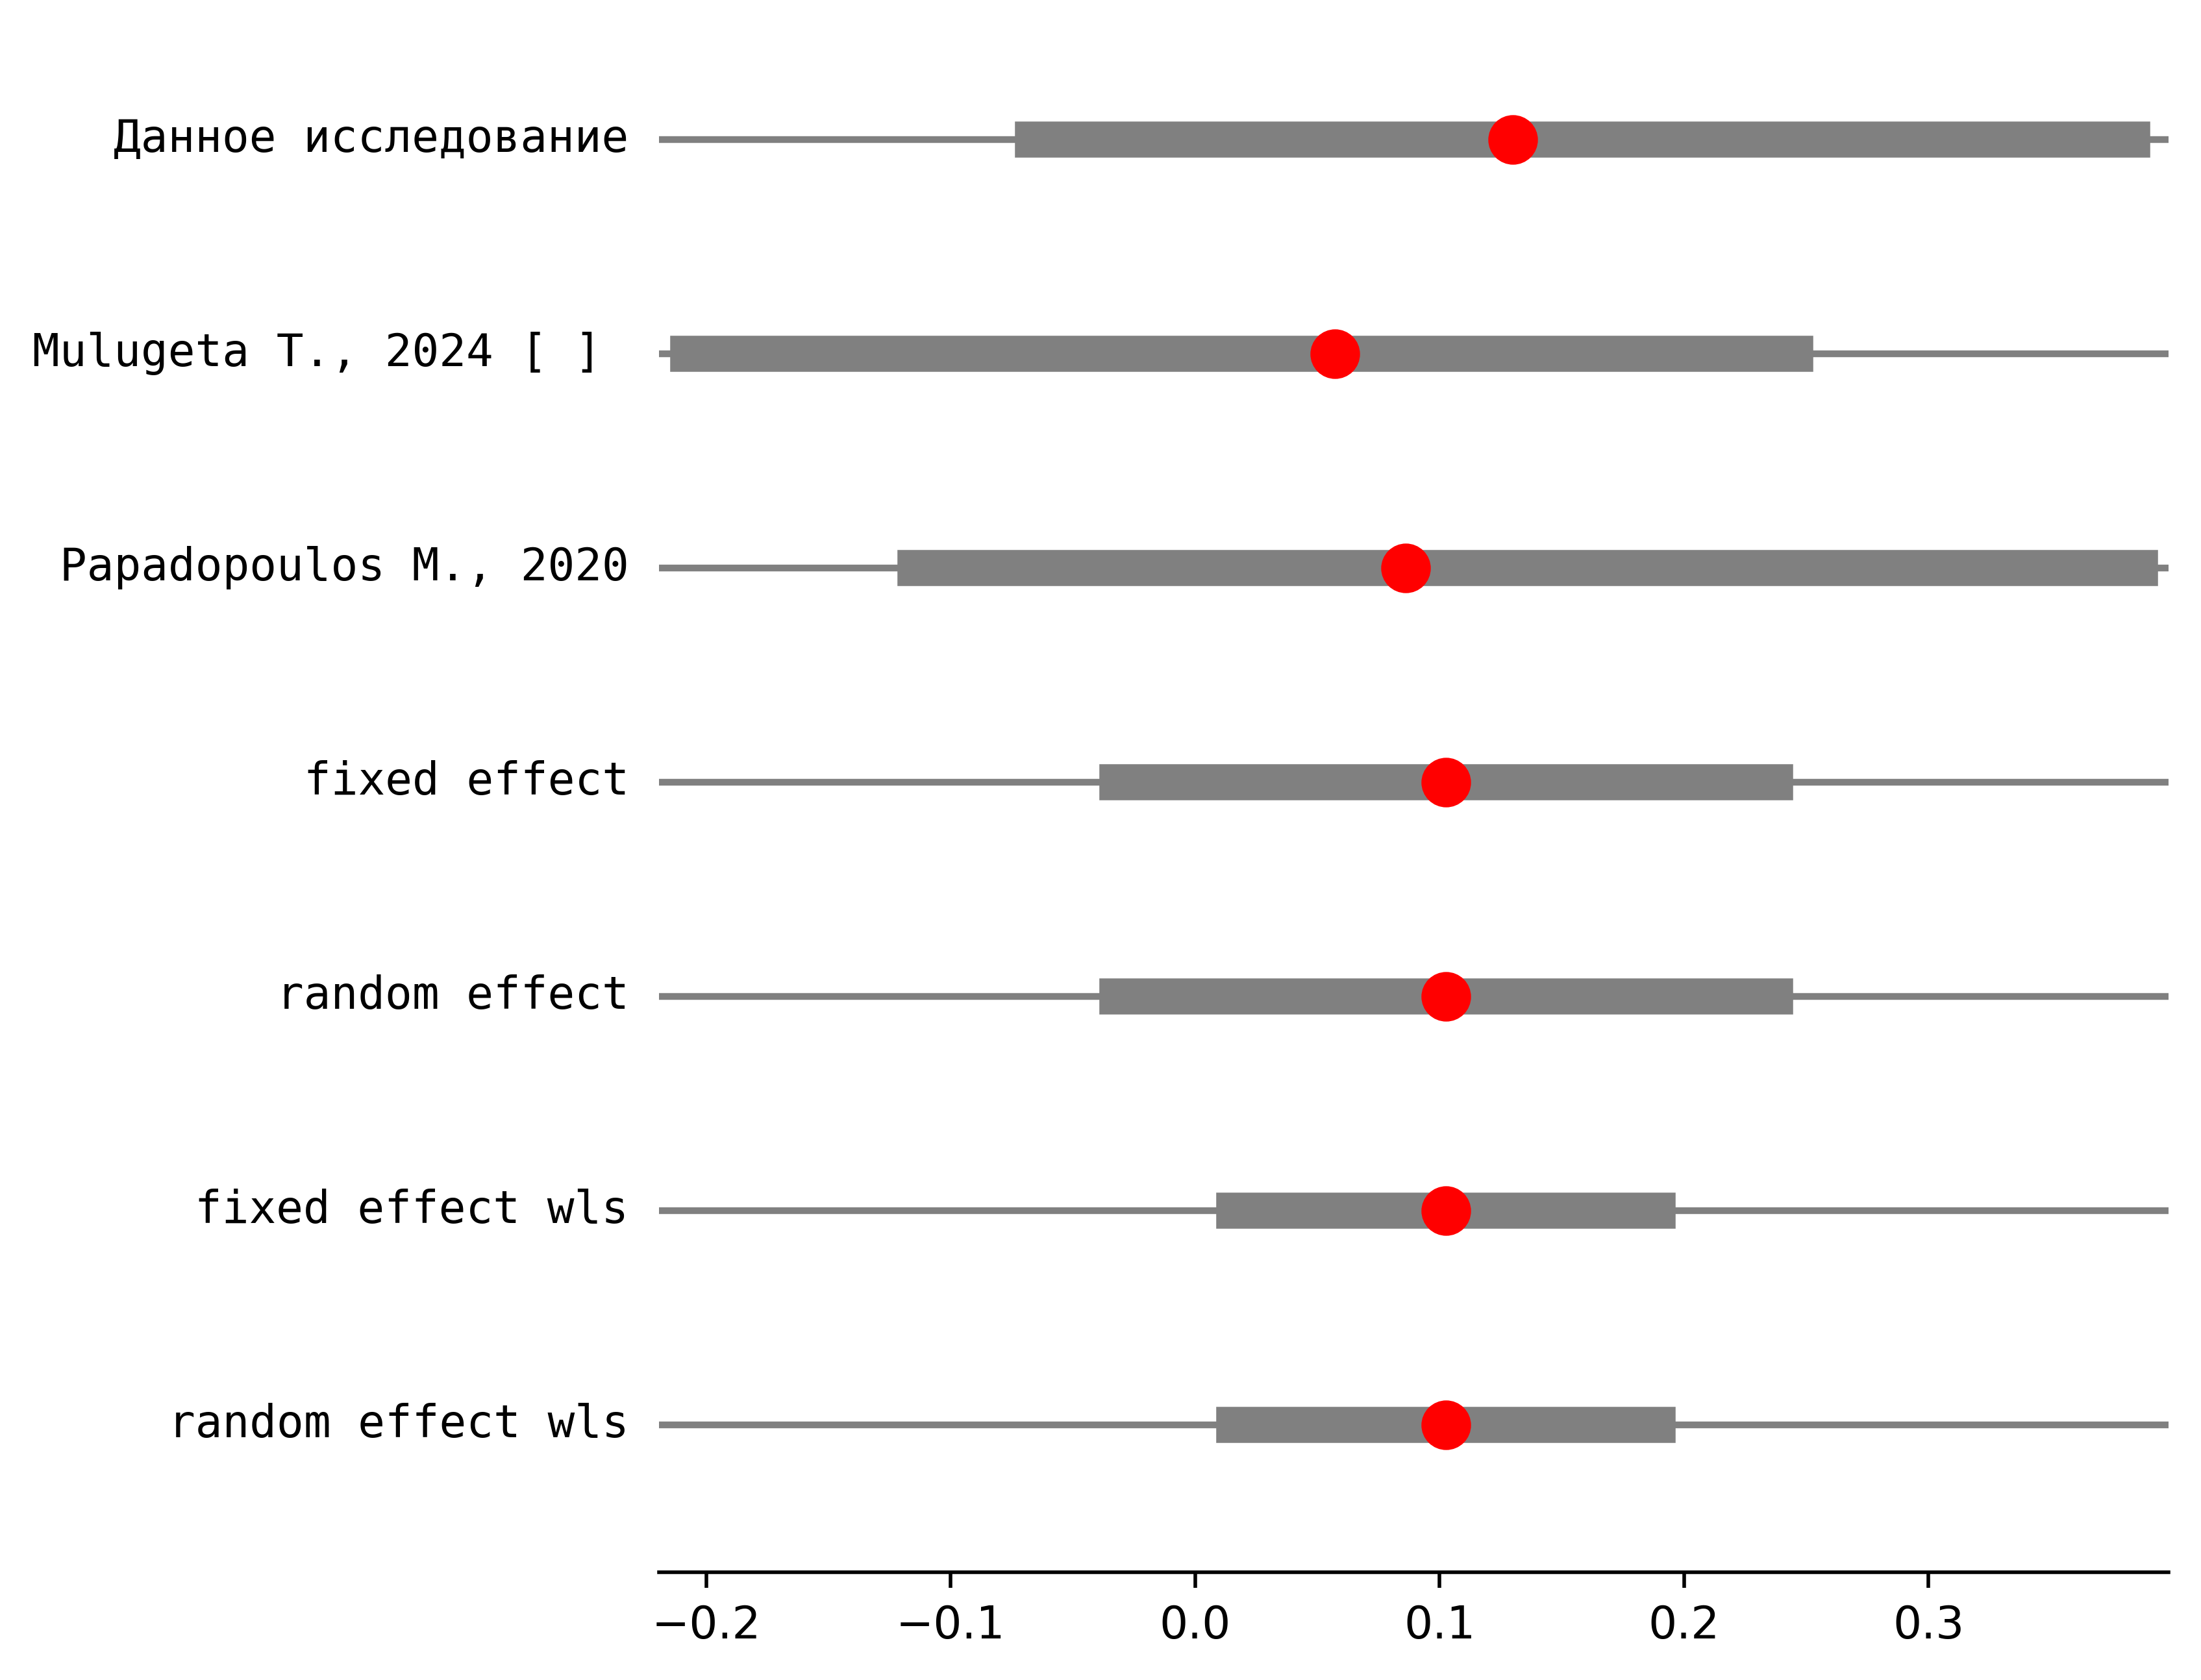 Данное исследование
Mulugeta T., 2024 [ ]
Papadopoulos M., 2020
fixed effect
random effect
fixed effect wls
random effect wls
−0.2 −0.1 0.0 0.1 0.2 0.3